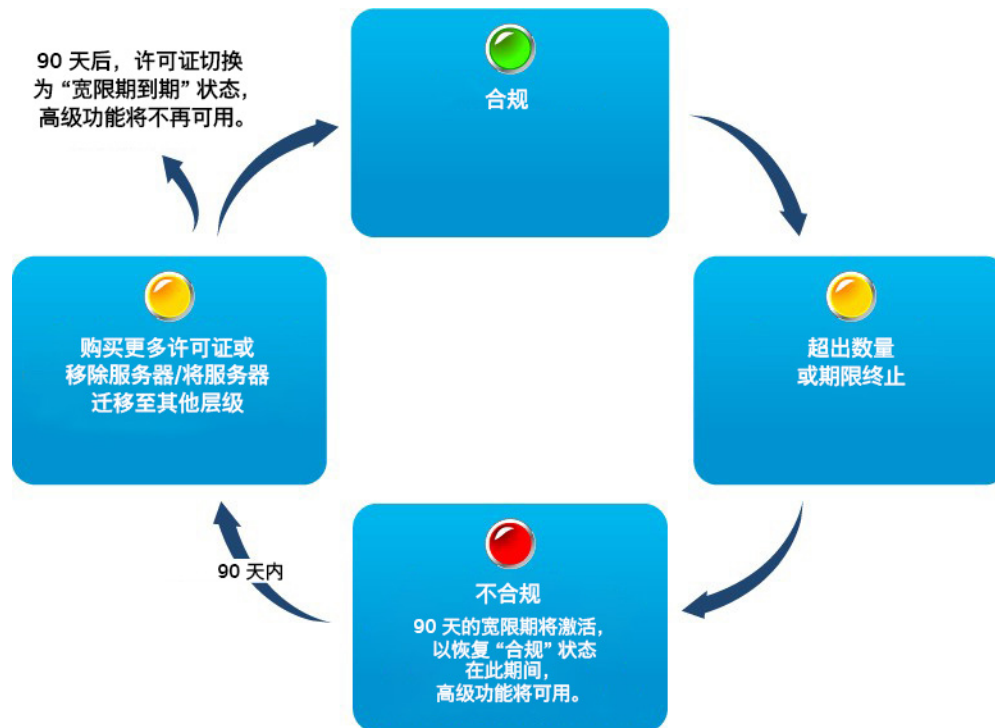 90 天后，许可证切换
为 “宽限期到期” 状态，
高级功能将不再可用。
合规
购买更多许可证或
移除服务器/将服务器
迁移至其他层级
超出数量
或期限终止
90 天内
不合规
90 天的宽限期将激活，
以恢复 “合规” 状态
在此期间，
高级功能将可用。